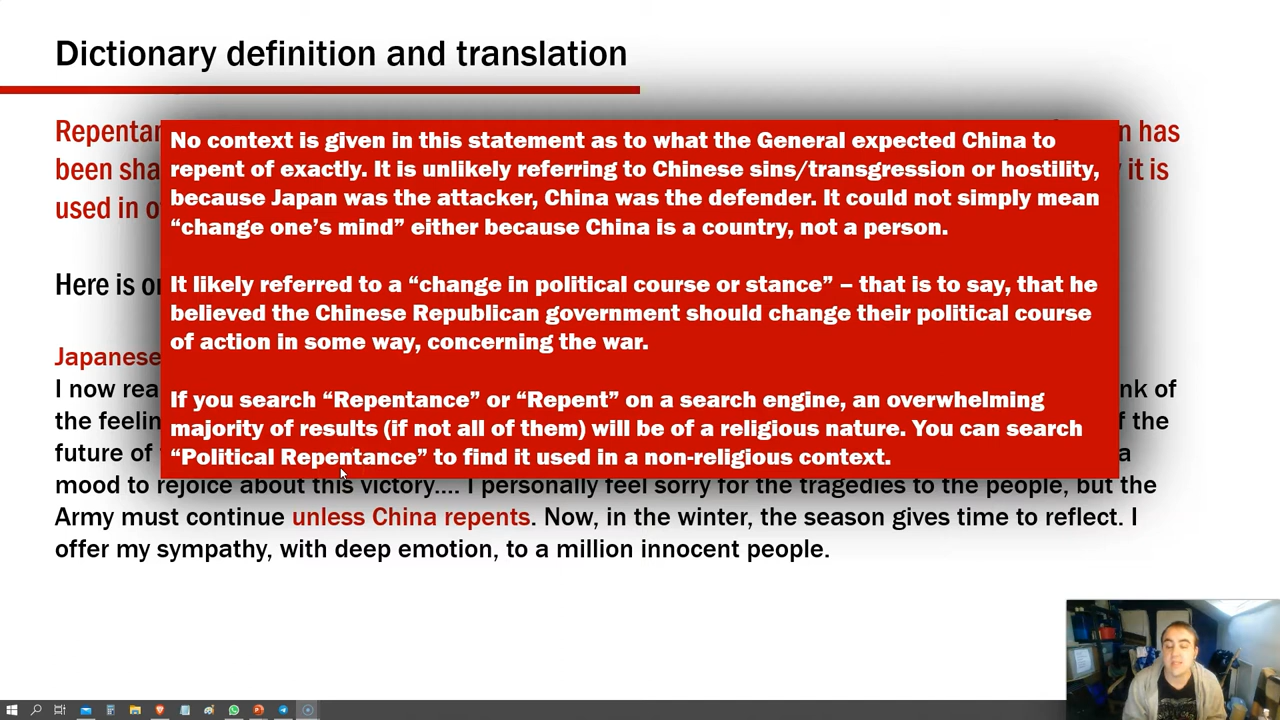 Dictionary definition and translation
Repentan
n has
No context is given in this statement as to what the General expected China to
been sha
repent of exactly. It is unlikely referring to Chinese sins/transgression or hostility,
it is
used in o
because Japan was the attacker, China was the defender. It could not simply mean
“change one’s mind” either because China is a country, not a person.
Here is on
It likely referred to a “change in political course or stance” – that is to say, that he
believed the Chinese Republican government should change their political course
of action in some way, concerning the war.
Japanese
I now rea
nk of
If you search “Repentance” or “Repent” on a search engine, an overwhelming
the feelin
majority of results (if not all of them) will be of a religious nature. You can search
f the
future of
“Political Repentance” to find it used in a non-religious context.
a
mood to rejoice about this victory.... I personally feel sorry for the tragedies to the people, but the
Army must continue unless China repents. Now, in the winter, the season gives time to reflect. I
offer my sympathy, with deep emotion, to a million innocent people.